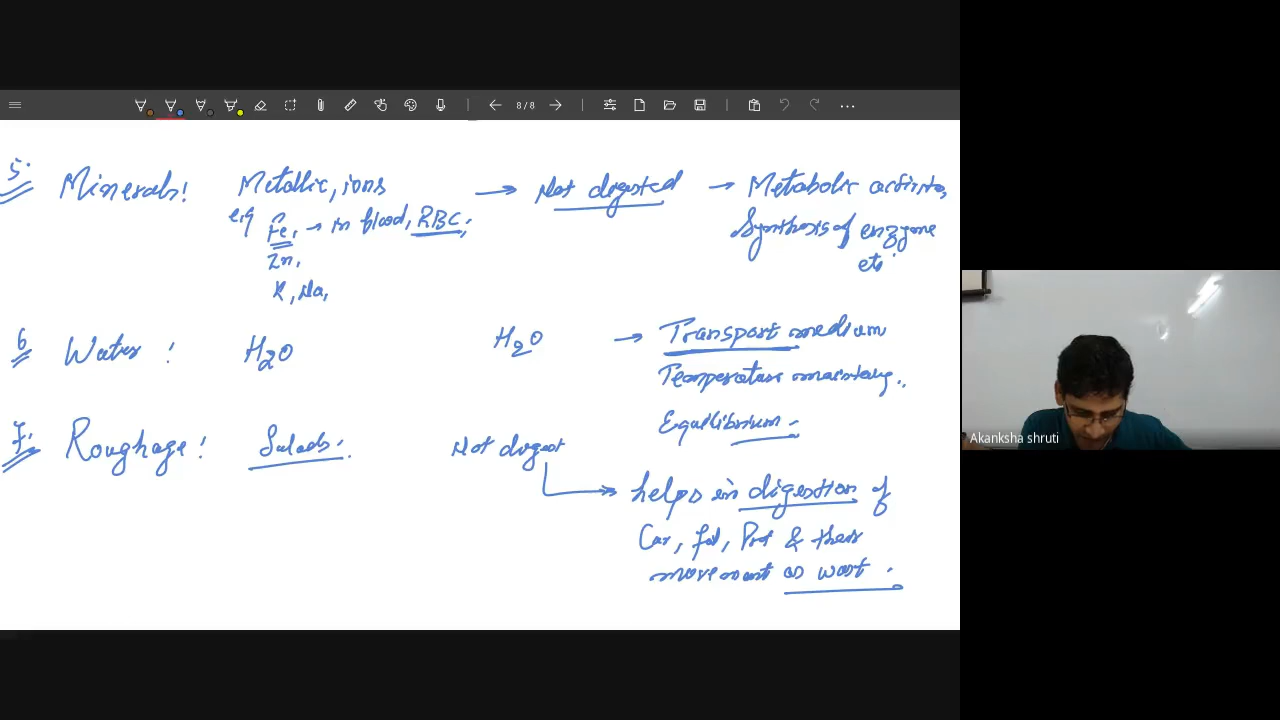 8/8
5. Minerals! Metallic, ions → Not digested → Metabolic activites,
e.g Fe, → in blood, RBC; Synthesis of enzyme
Zn, etc.
K, Na,
6 Water! H2O H2O → Transport medium
Temperature
Equilibrium.
7. Roughage! Salads. Not digest
helps in digestion of
Car, fat, Prot & their
movement as wast.
Akanksha shruti